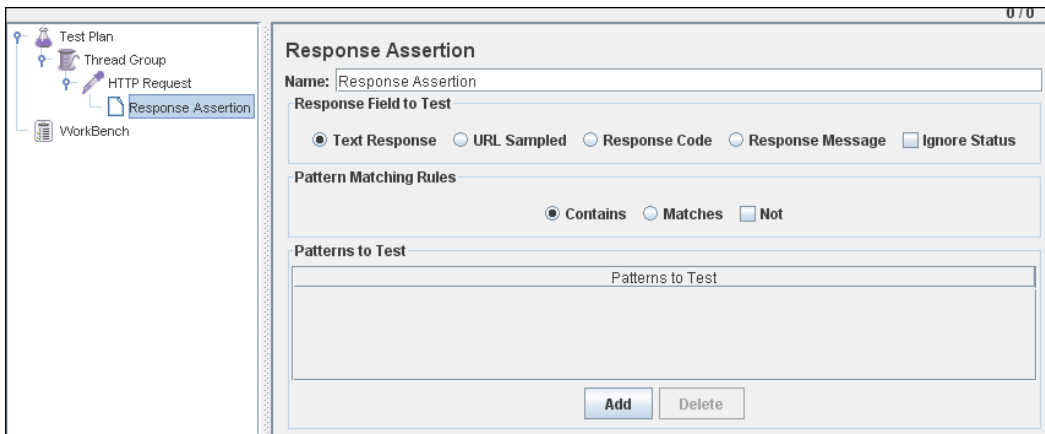 0 / 0
Test Plan
Thread Group
HTTP Request
Response Assertion
WorkBench
Response Assertion
Name: Response Assertion
Response Field to Test
Text Response URL Sampled Response Code Response Message Ignore Status
Pattern Matching Rules
Contains Matches Not
Patterns to Test
Patterns to Test
Add Delete